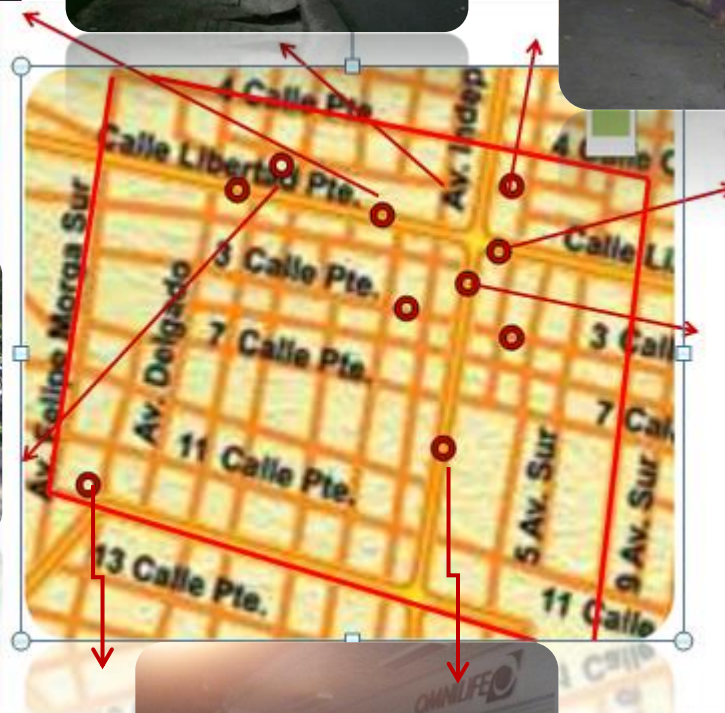 4 Calle Pte.
Av. Indep
4 Calle O
Calle Libertad Pte.
Calle Li
Av. Felipe Morga Sur
Av. Delgado
3 Calle Pte.
3 Call
7 Calle Pte.
7 Cal
11 Calle Pte.
5 Av. Sur
9 Av. Sur
13 Calle Pte.
11 Calle
OMNILIFE